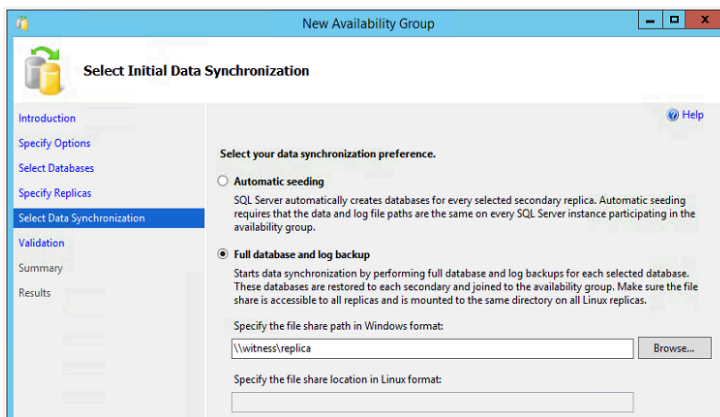 New Availability Group
Select Initial Data Synchronization
Introduction
Help
Specify Options
Select Databases
Specify Replicas
Select Data Synchronization
Validation
Summary
Results
Select your data synchronization preference.
Automatic seeding
SQL Server automatically creates databases for every selected secondary replica. Automatic seeding
requires that the data and log file paths are the same on every SQL Server instance participating in the
availability group.
Full database and log backup
Starts data synchronization by performing full database and log backups for each selected database.
These databases are restored to each secondary and joined to the availability group. Make sure the file
share is accessible to all replicas and is mounted to the same directory on all Linux replicas.
Specify the file share path in Windows format:
\\witness\replica
Browse...
Specify the file share location in Linux format: